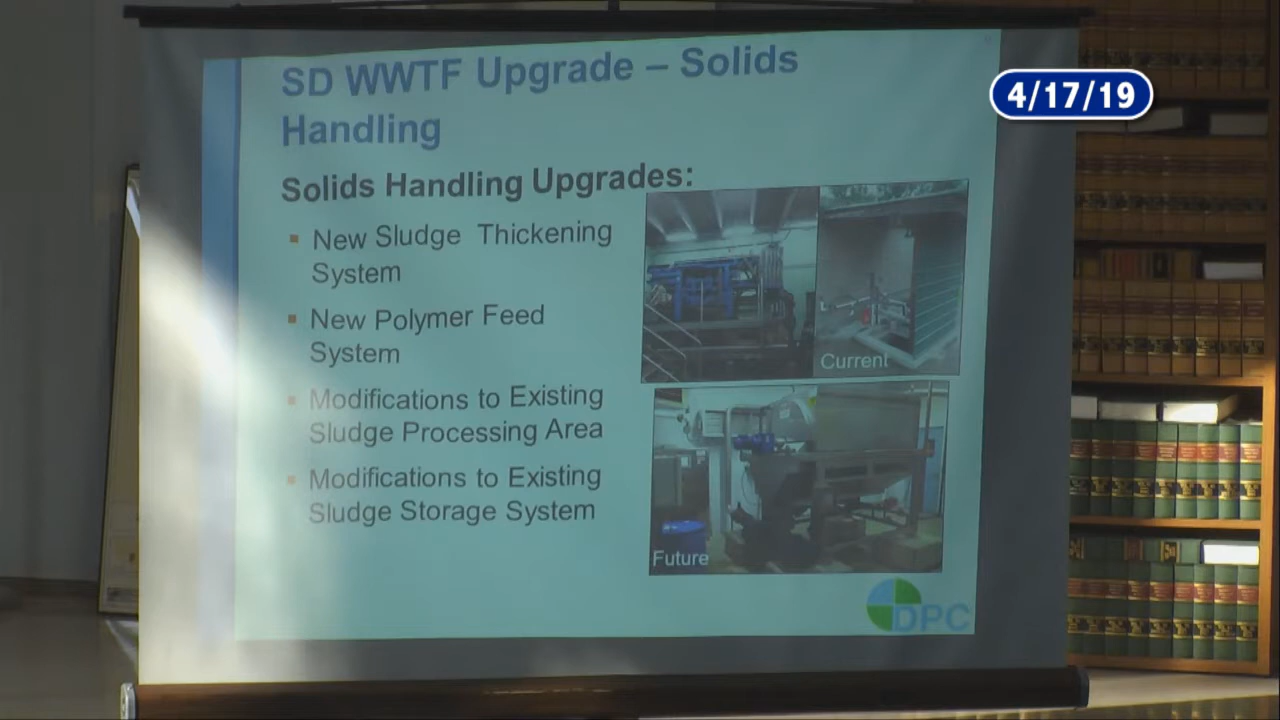 SD WWTF Upgrade – Solids
Handling
4/17/19
Solids Handling Upgrades:
New Sludge Thickening
System
New Polymer Feed
System
Modifications to Existing
Sludge Processing Area
Modifications to Existing
Sludge Storage System
Current
Future
DPC